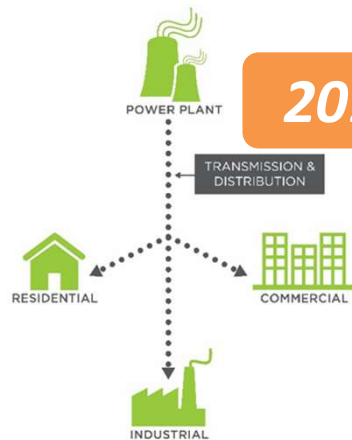 POWER PLANT
TRANSMISSION &
DISTRIBUTION
RESIDENTIAL
COMMERCIAL
INDUSTRIAL